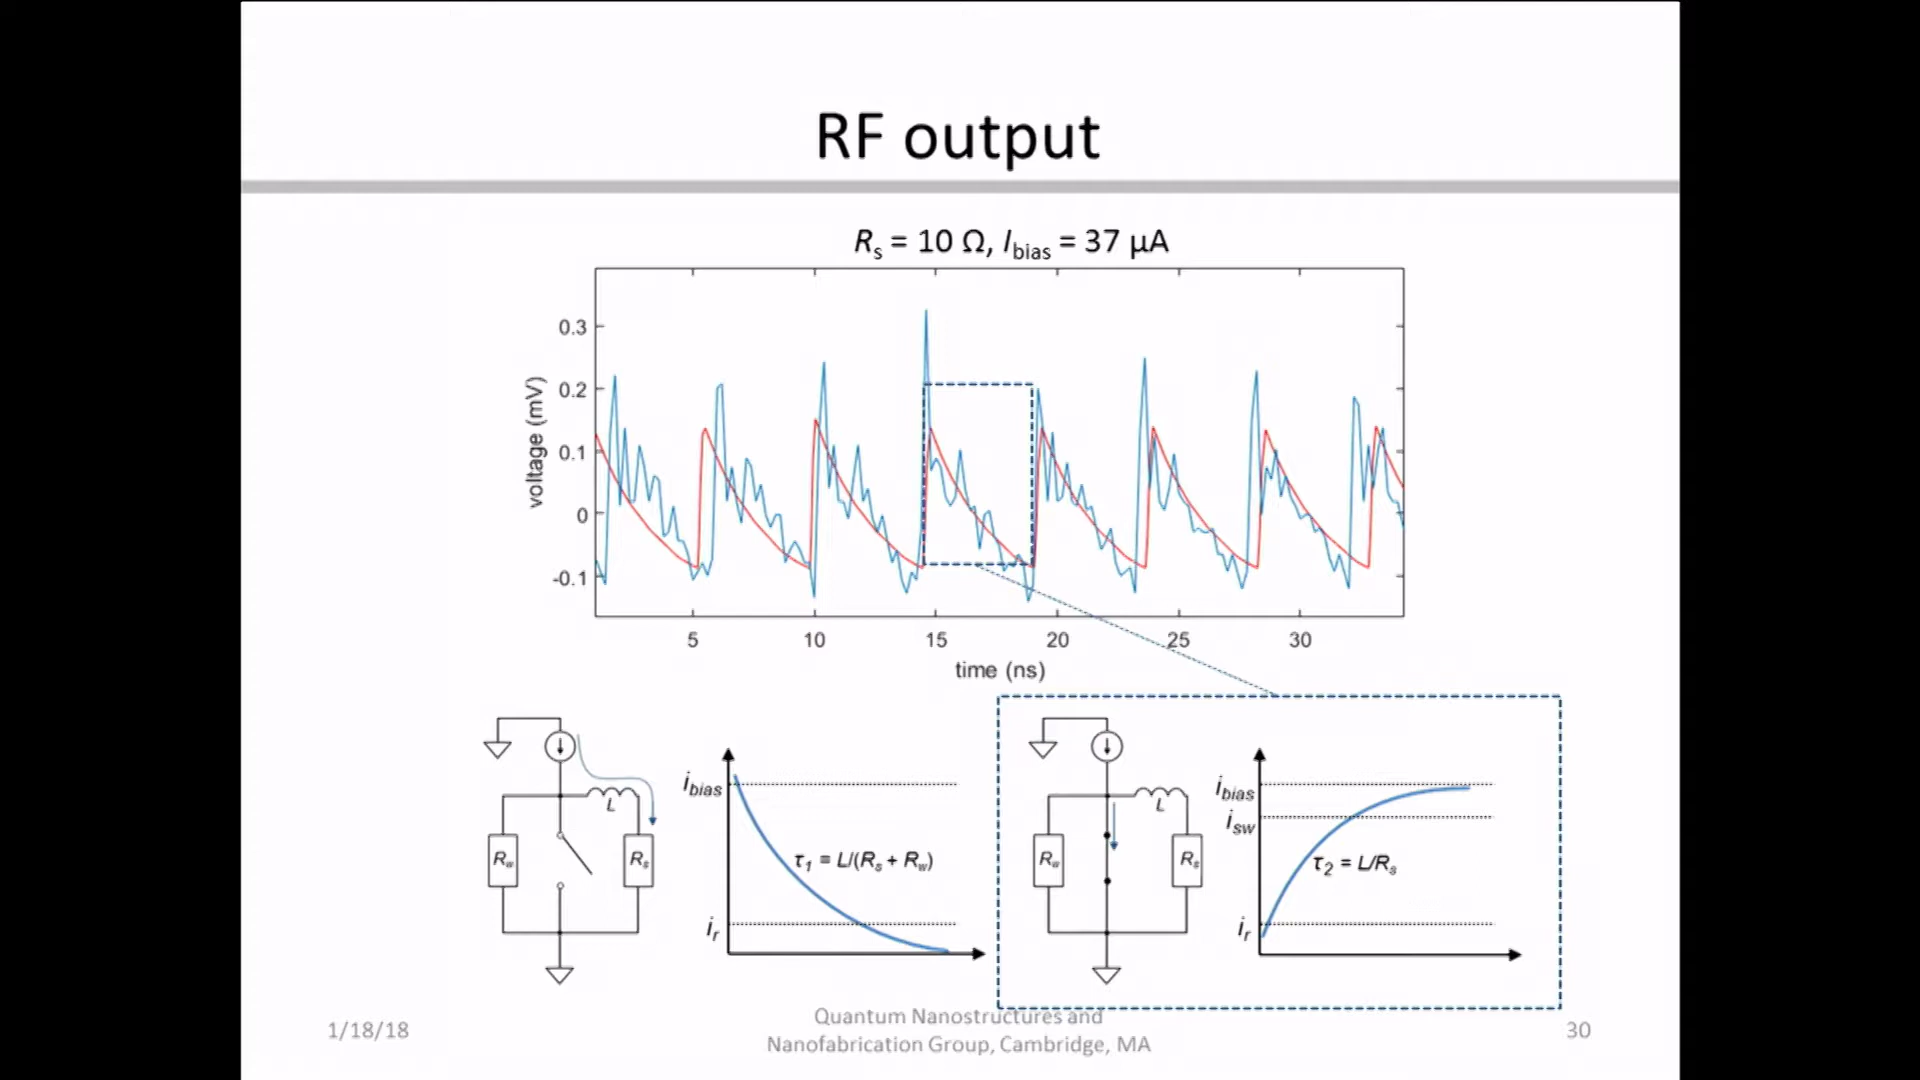 RF output
Rs = 10 Ω, Ibias = 37 µA
voltage (mV)
0.3
0.2
0.1
0
-0.1
5 10 15 20 25 30
time (ns)
L
Rw
Rs
ibias
ir
τ1 = L/(Rs + Rw)
L
Rw
Rs
ibias
isw
ir
τ2 = L/Rs
1/18/18
Quantum Nanostructures and
Nanofabrication Group, Cambridge, MA
30